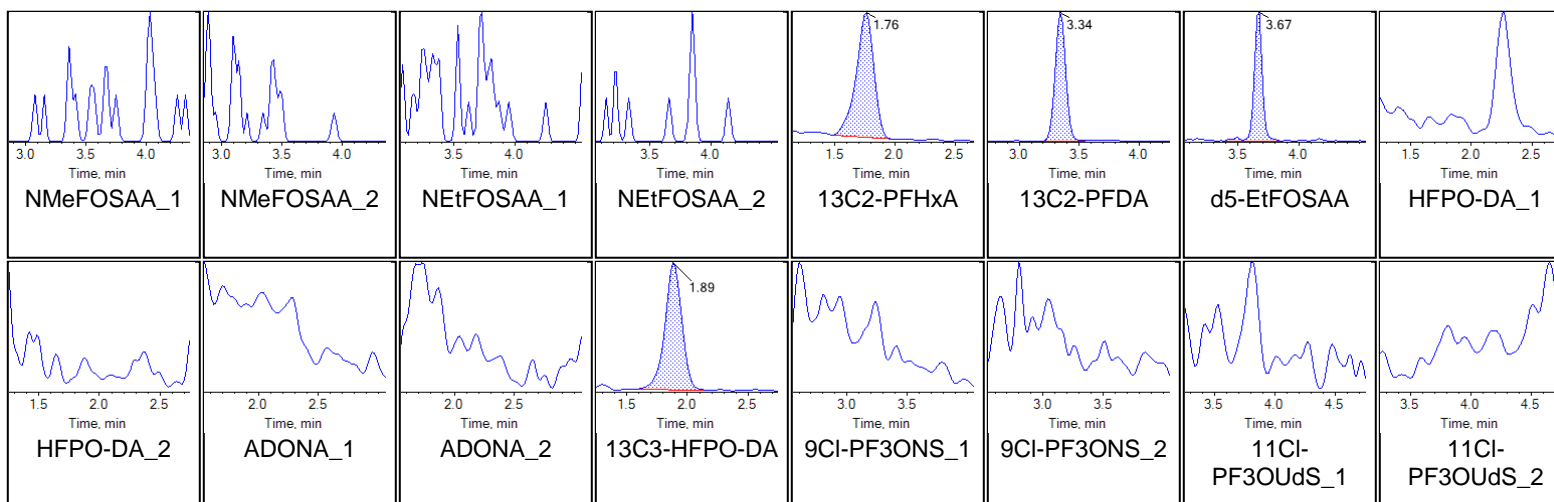 1.76
3.34
3.67
3.0 3.5 4.0
3.0 3.5 4.0
3.5 4.0
3.5 4.0
1.5 2.0 2.5
3.0 3.5 4.0
3.5 4.0
1.5 2.0 2.5
Time, min
Time, min
Time, min
Time, min
Time, min
Time, min
Time, min
Time, min
NMeFOSAA_1
NMeFOSAA_2
NEtFOSAA_1
NEtFOSAA_2
13C2-PFHxA
13C2-PFDA
d5-EtFOSAA
HFPO-DA_1
1.89
1.5 2.0 2.5
2.0 2.5
2.0 2.5
1.5 2.0 2.5
3.0 3.5
3.0 3.5
3.5 4.0 4.5
3.5 4.0 4.5
Time, min
Time, min
Time, min
Time, min
Time, min
Time, min
Time, min
Time, min
HFPO-DA_2
ADONA_1
ADONA_2
13C3-HFPO-DA
9Cl-PF3ONS_1
9Cl-PF3ONS_2
11Cl-
PF3OUdS_1
11Cl-
PF3OUdS_2